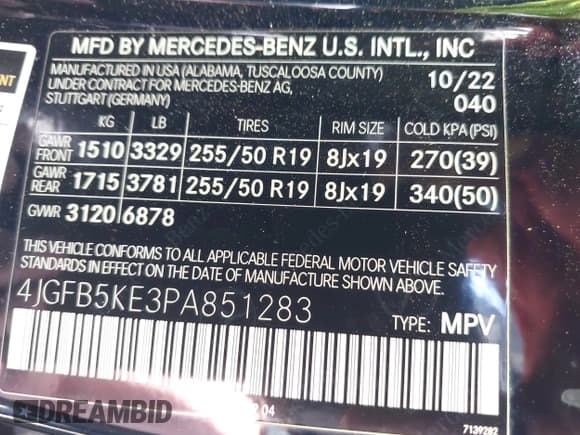 MFD BY MERCEDES-BENZ U.S. INTL., INC
MANUFACTURED IN USA (ALABAMA, TUSCALOOSA COUNTY) 10/22
UNDER CONTRACT FOR MERCEDES-BENZ AG,
STUTTGART (GERMANY) 040
KG LB TIRES RIM SIZE COLD KPA (PSI)
GAWR FRONT 1510 3329 255/50 R19 8Jx19 270(39)
GAWR REAR 1715 3781 255/50 R19 8Jx19 340(50)
GVWR 3120 6878
THIS VEHICLE CONFORMS TO ALL APPLICABLE FEDERAL MOTOR VEHICLE SAFETY
STANDARDS IN EFFECT ON THE DATE OF MANUFACTURE SHOWN ABOVE.
4JGFB5KE3PA851283
TYPE: MPV
04
7139282
DREAMBID